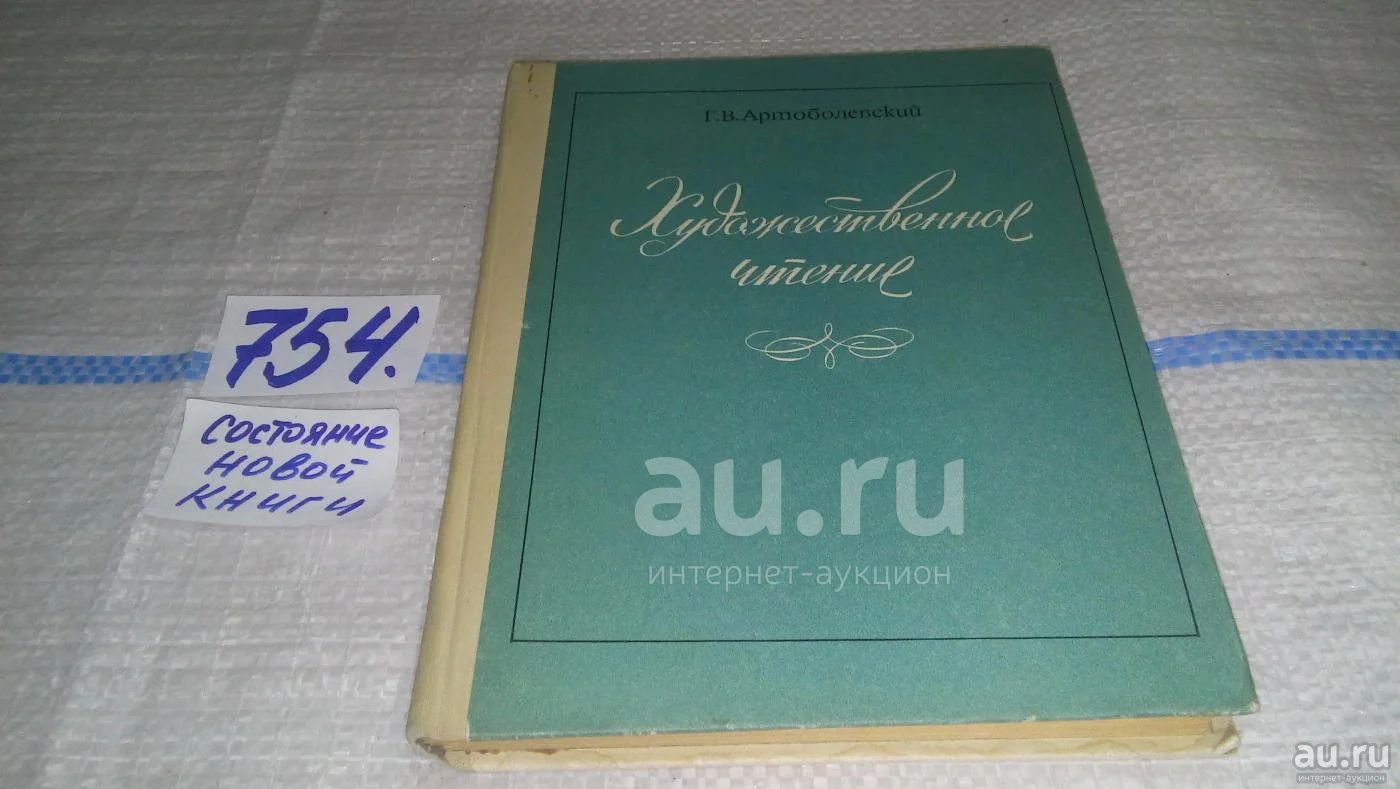 Г.В.Артоболевский
Художественное
чтение
754.
СОСТОЯНИЕ
НОВОЙ
КНИГИ
au.ru
интернет-аукцион
au.ru
интернет-аукцион